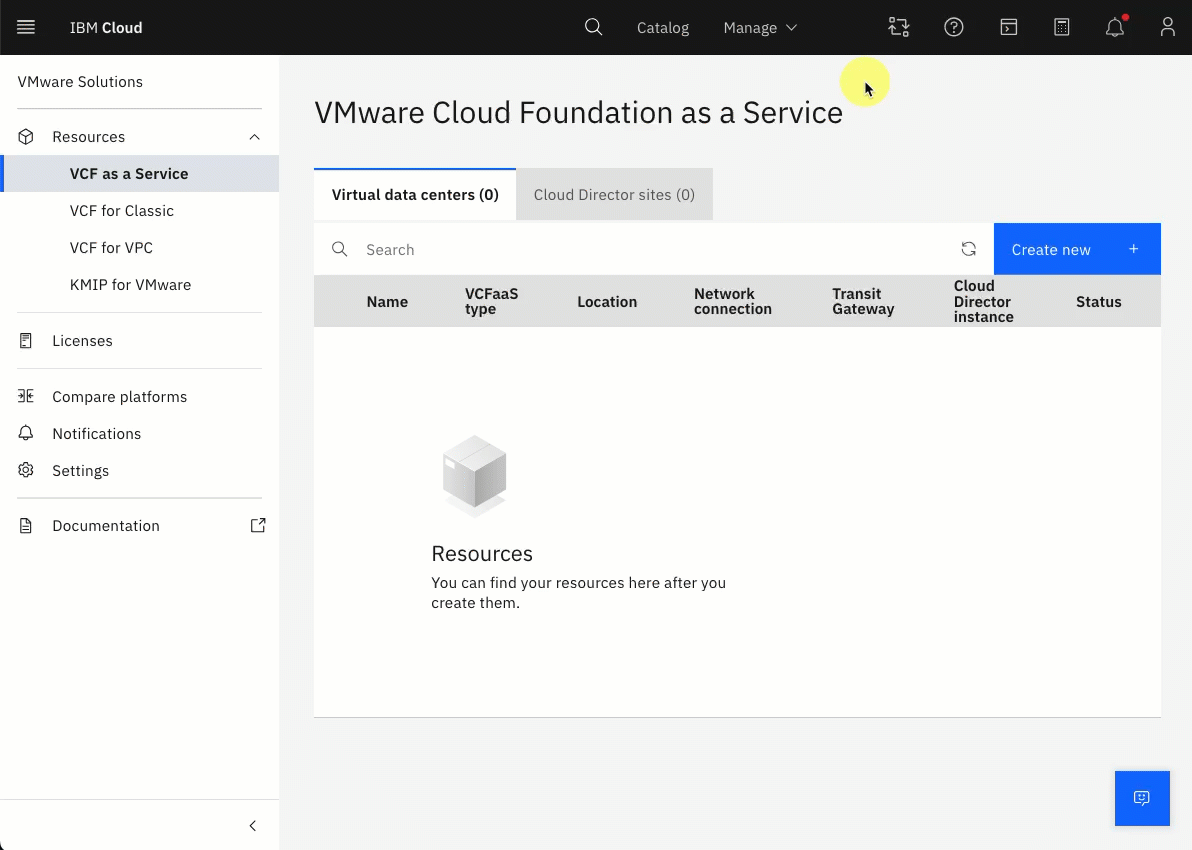 IBM Cloud
Catalog
Manage
VMware Solutions
Resources
VCF as a Service
VCF for Classic
VCF for VPC
KMIP for VMware
Licenses
Compare platforms
Notifications
Settings
Documentation
VMware Cloud Foundation as a Service
Virtual data centers (0)
Cloud Director sites (0)
Search
Create new +
Name
VCFaaS
type
Location
Network
connection
Transit
Gateway
Cloud
Director
instance
Status
Resources
You can find your resources here after you
create them.